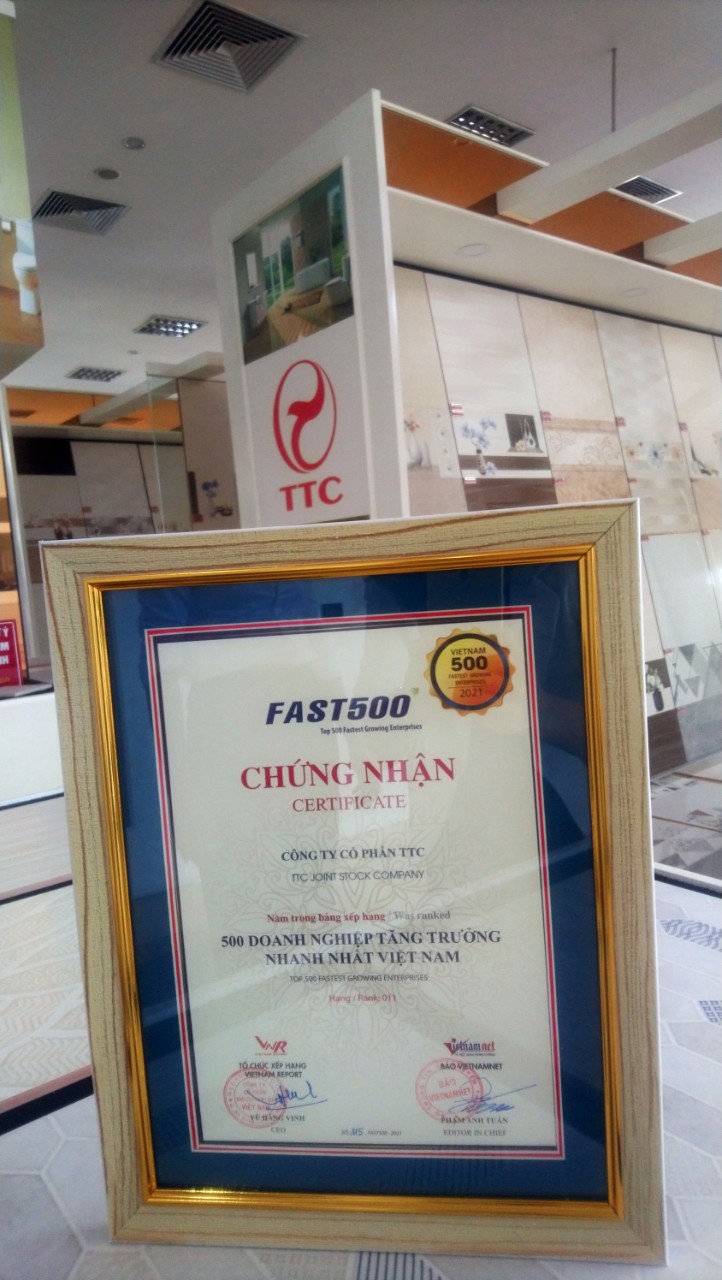 TTC
VIETNAM
500
FASTEST GROWING
ENTERPRISES
2021
FAST500
Top 500 Fastest Growing Enterprises
CHỨNG NHẬN
CERTIFICATE
CÔNG TY CỔ PHẦN TTC
TTC JOINT STOCK COMPANY
Nằm trong bảng xếp hạng / Was ranked
500 DOANH NGHIỆP TĂNG TRƯỞNG
NHANH NHẤT VIỆT NAM
TOP 500 FASTEST GROWING ENTERPRISES
Hạng / Rank: 011
VNR
Vietnamnet
TỔ CHỨC XẾP HẠNG
VIETNAM REPORT
BÁO VIETNAMNET
BÁO
VIETNAMNET
VŨ ĐĂNG VINH
CEO
PHẠM ANH TUẤN
EDITOR IN CHIEF